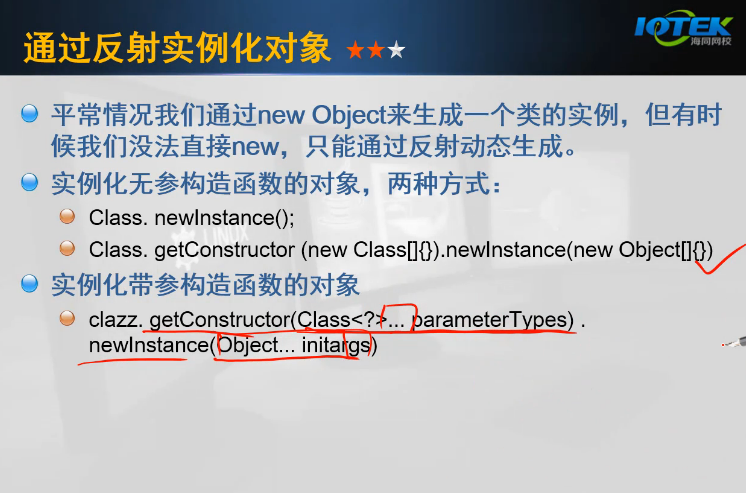 通过反射实例化对象
IOTEK
海同网校
平常情况我们通过new Object来生成一个类的实例，但有时
候我们没法直接new，只能通过反射动态生成。
实例化无参构造函数的对象，两种方式：
Class. newInstance();
Class. getConstructor (new Class[]{}).newInstance(new Object[]{})
实例化带参构造函数的对象
clazz. getConstructor(Class<?>... parameterTypes) .
newInstance(Object... initargs)
LINUX